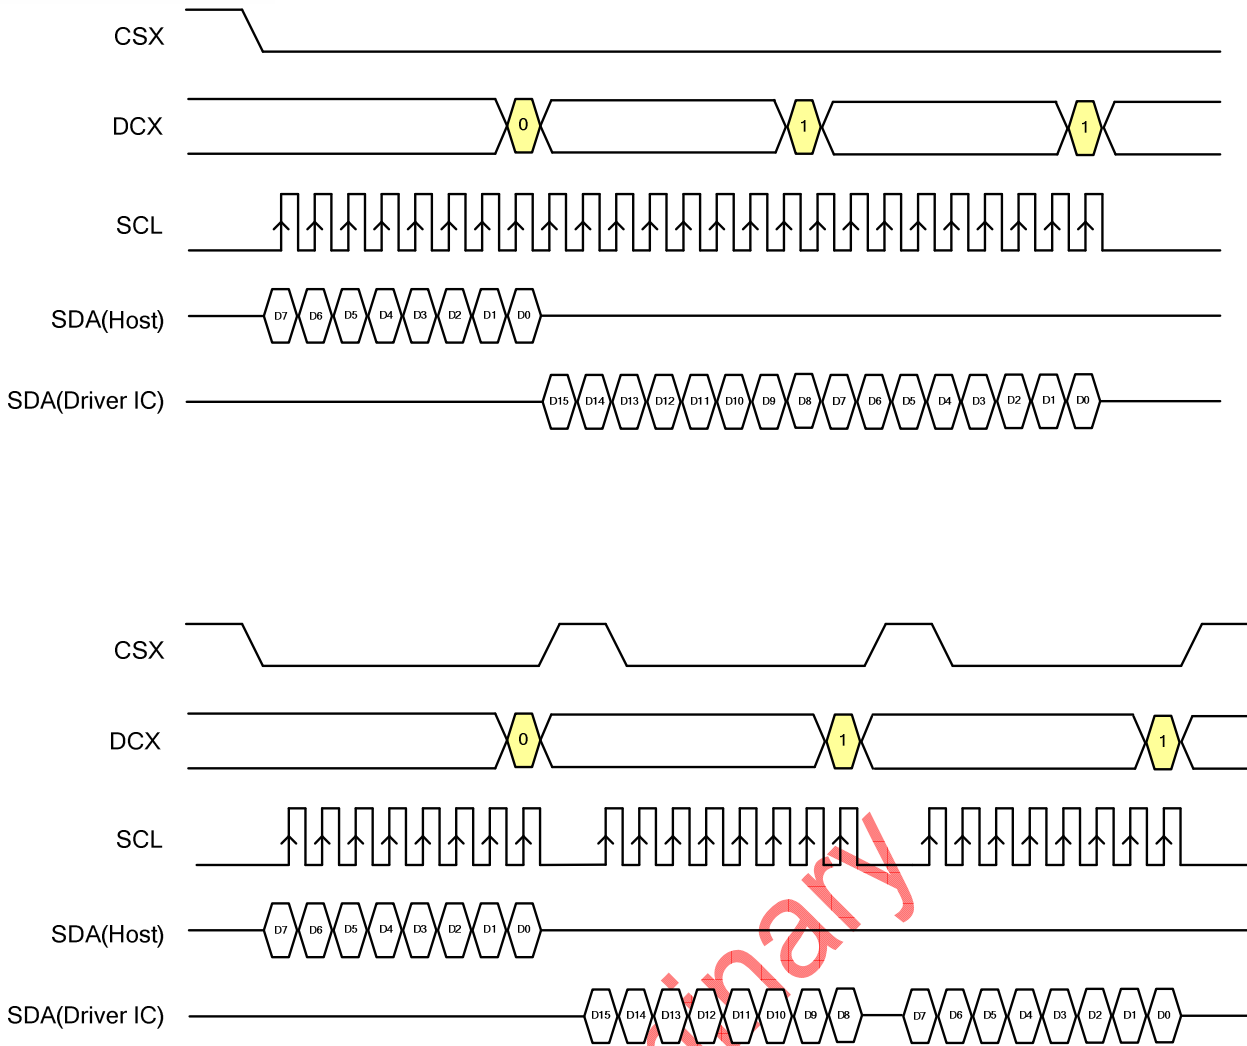 CSX
DCX 0 1 1
SCL
SDA(Host) D7 D6 D5 D4 D3 D2 D1 D0
SDA(Driver IC) D15 D14 D13 D12 D11 D10 D9 D8 D7 D6 D5 D4 D3 D2 D1 D0
CSX
DCX 0 1 1
SCL
SDA(Host) D7 D6 D5 D4 D3 D2 D1 D0
SDA(Driver IC) D15 D14 D13 D12 D11 D10 D9 D8 D7 D6 D5 D4 D3 D2 D1 D0
inary